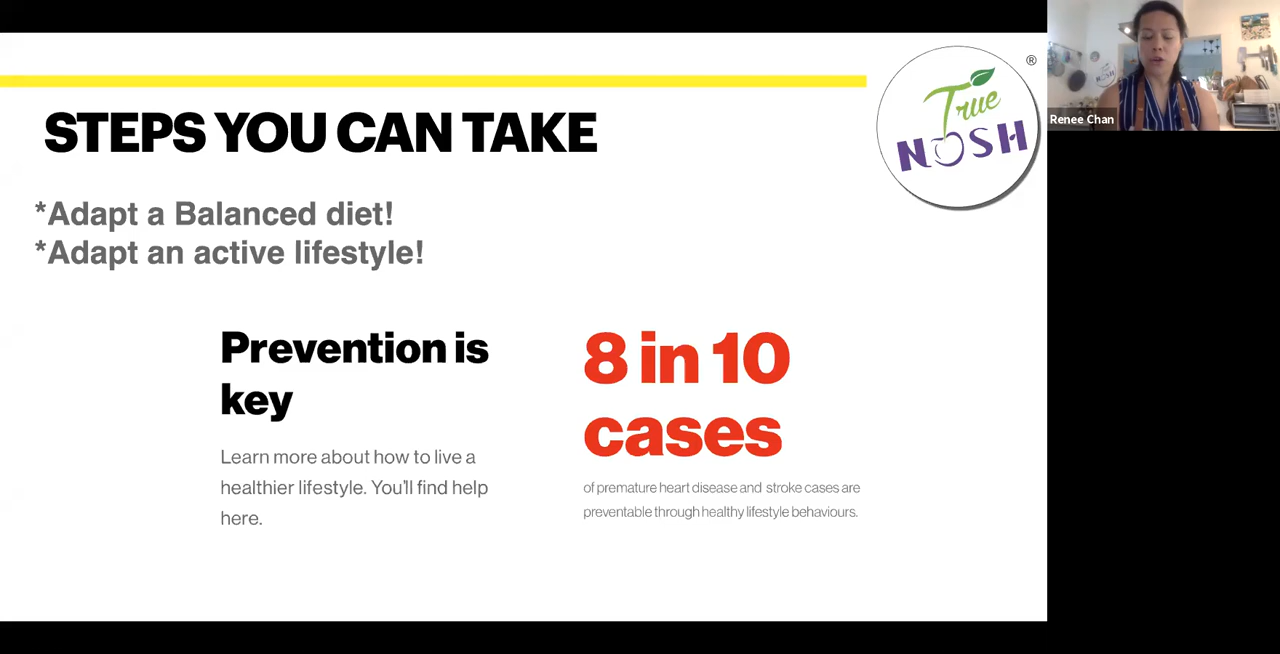 STEPS YOU CAN TAKE
*Adapt a Balanced diet!
*Adapt an active lifestyle!
Prevention is
key
Learn more about how to live a
healthier lifestyle. You'll find help
here.
8 in 10
cases
of premature heart disease and stroke cases are
preventable through healthy lifestyle behaviours.
True
NOSH
®
Renee Chan